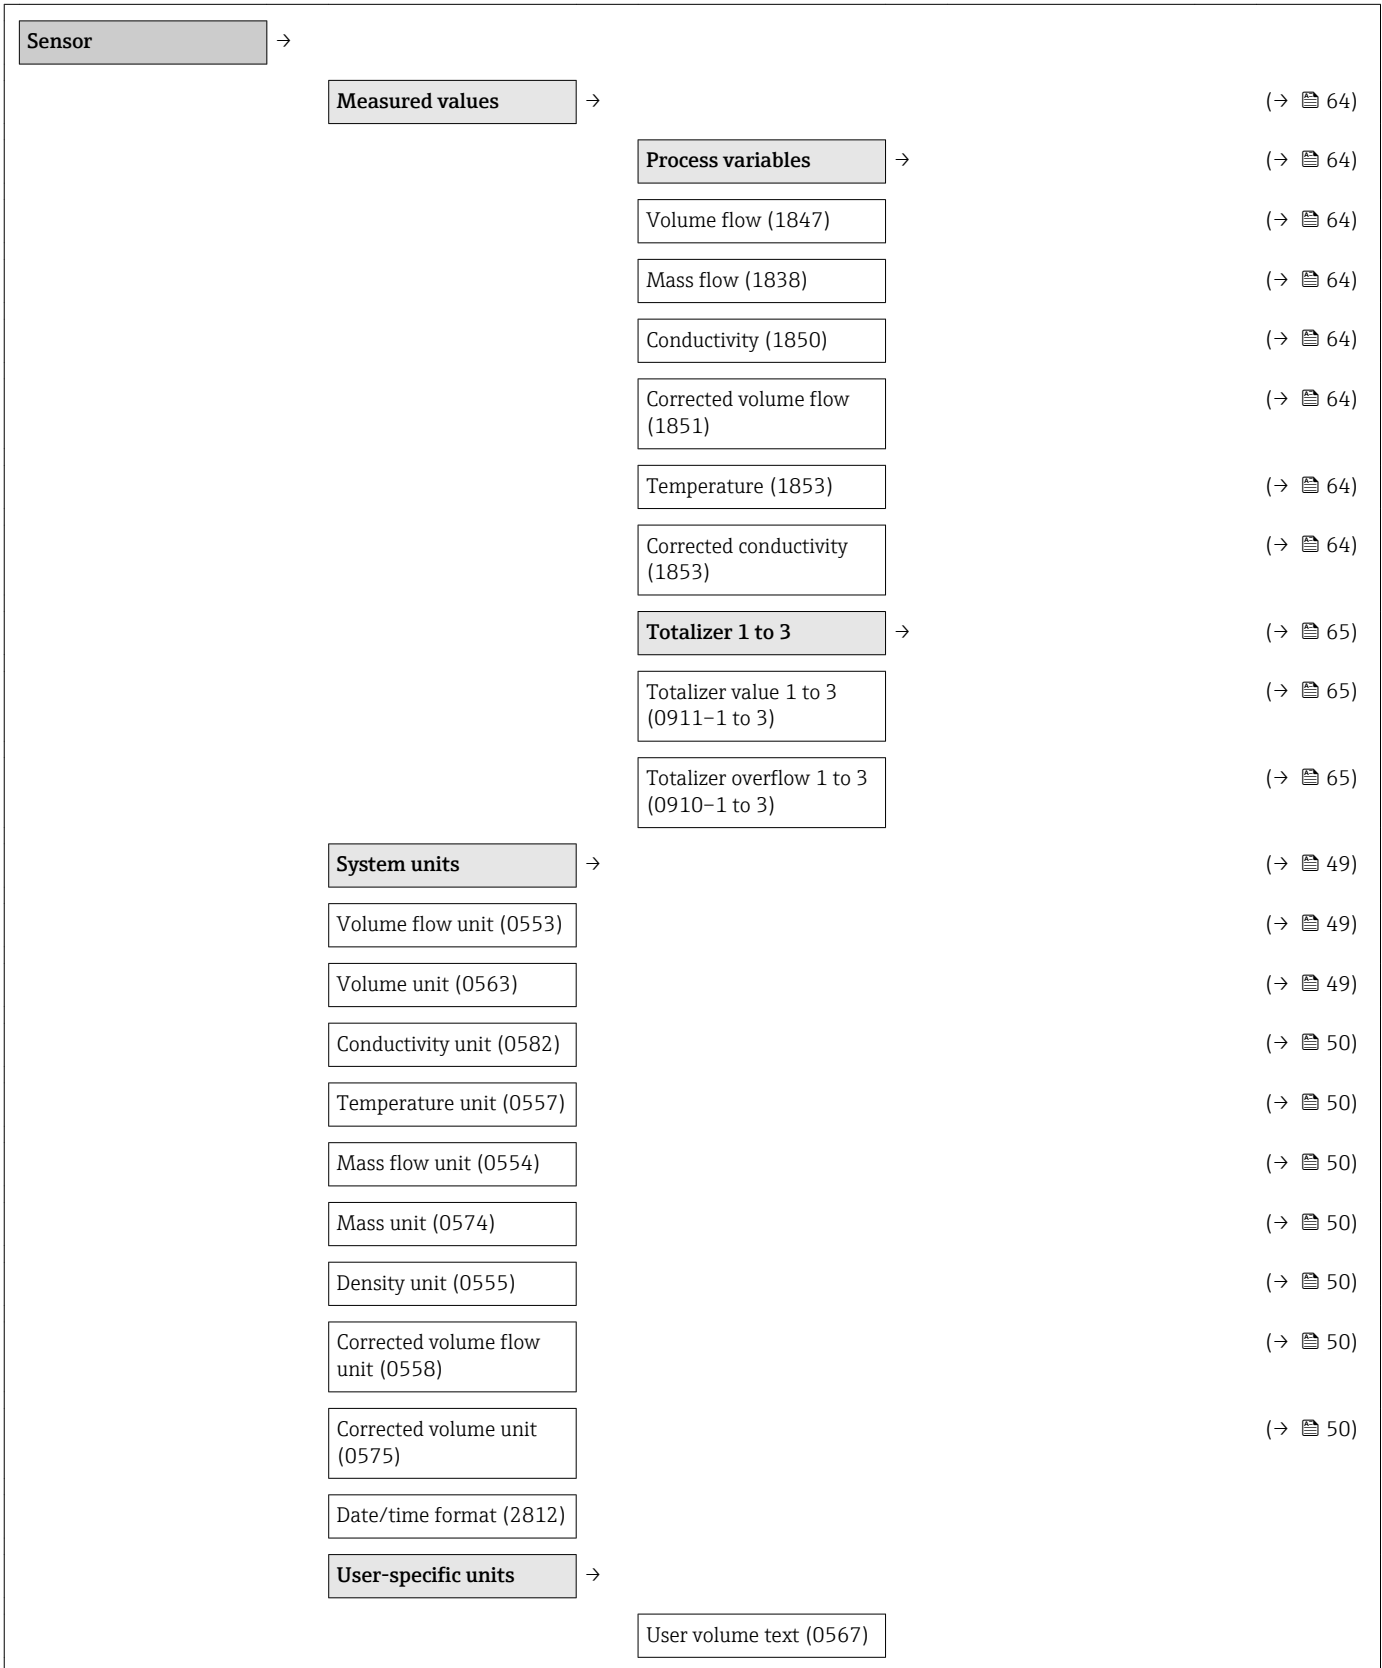 Sensor →
Measured values → (→ 64)
Process variables → (→ 64)
Volume flow (1847) (→ 64)
Mass flow (1838) (→ 64)
Conductivity (1850) (→ 64)
Corrected volume flow (→ 64)
(1851)
Temperature (1853) (→ 64)
Corrected conductivity (→ 64)
(1853)
Totalizer 1 to 3 → (→ 65)
Totalizer value 1 to 3 (→ 65)
(0911–1 to 3)
Totalizer overflow 1 to 3 (→ 65)
(0910–1 to 3)
System units → (→ 49)
Volume flow unit (0553) (→ 49)
Volume unit (0563) (→ 49)
Conductivity unit (0582) (→ 50)
Temperature unit (0557) (→ 50)
Mass flow unit (0554) (→ 50)
Mass unit (0574) (→ 50)
Density unit (0555) (→ 50)
Corrected volume flow (→ 50)
unit (0558)
Corrected volume unit (→ 50)
(0575)
Date/time format (2812)
User-specific units →
User volume text (0567)